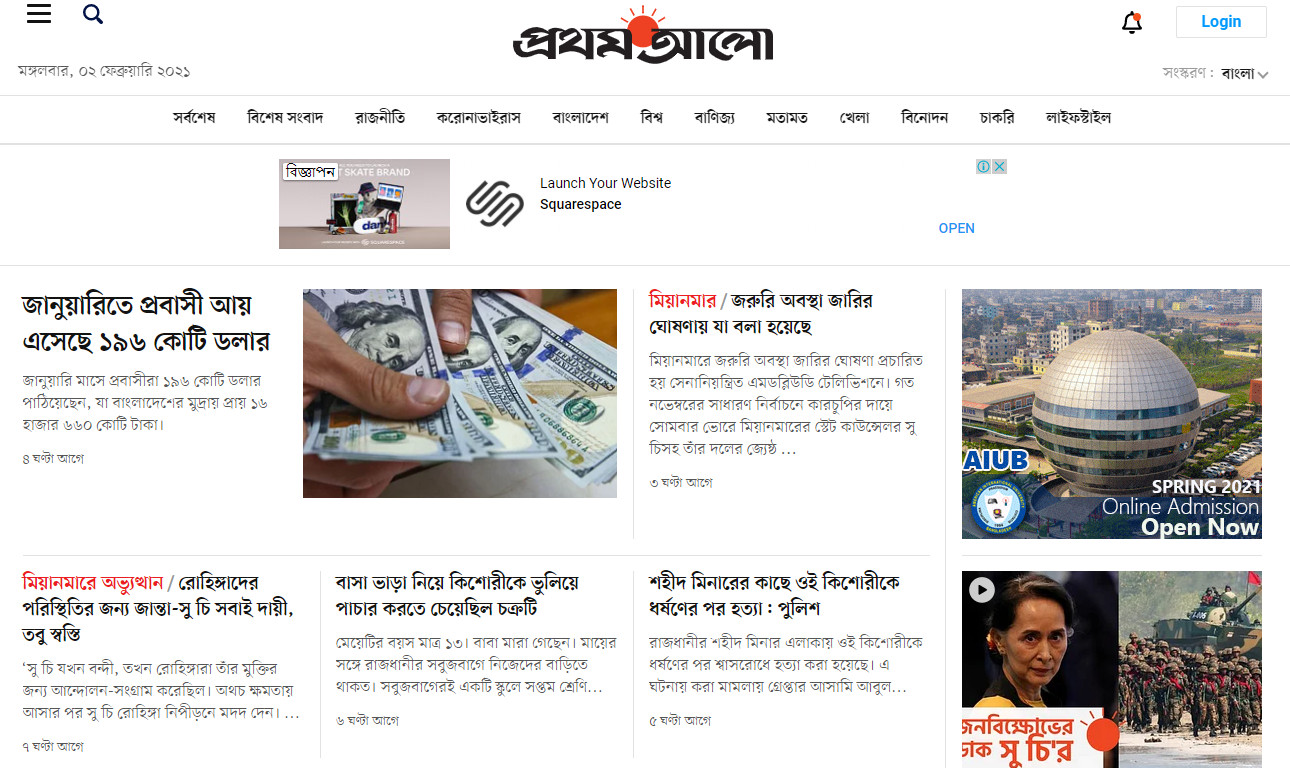 Login
প্রথম আলো
মঙ্গলবার, ০২ ফেব্রুয়ারি ২০২১
সংস্করণ : বাংলা
সর্বশেষ বিশেষ সংবাদ রাজনীতি করোনাভাইরাস বাংলাদেশ বিশ্ব বাণিজ্য মতামত খেলা বিনোদন চাকরি লাইফস্টাইল
বিজ্ঞাপন
SKATE BRAND
dam
Launch Your Website
Squarespace
OPEN
জানুয়ারিতে প্রবাসী আয়
এসেছে ১৯৬ কোটি ডলার
জানুয়ারি মাসে প্রবাসীরা ১৯৬ কোটি ডলার
পাঠিয়েছেন, যা বাংলাদেশের মুদ্রায় প্রায় ১৬
হাজার ৬৬০ কোটি টাকা।
৪ ঘণ্টা আগে
মিয়ানমার / জরুরি অবস্থা জারির
ঘোষণায় যা বলা হয়েছে
মিয়ানমারে জরুরি অবস্থা জারির ঘোষণা প্রচারিত
হয় সেনানিয়ন্ত্রিত এমডব্লিউডি টেলিভিশনে। গত
নভেম্বরের সাধারণ নির্বাচনে কারচুপির দায়ে
সোমবার ভোরে মিয়ানমারের স্টেট কাউন্সেলর সু
চিসহ তাঁর দলের জ্যেষ্ঠ ...
৩ ঘণ্টা আগে
AIUB
SPRING 2021
Online Admission
Open Now
মিয়ানমারে অভ্যুত্থান / রোহিঙ্গাদের
পরিস্থিতির জন্য জান্তা-সু চি সবাই দায়ী,
তবু স্বস্তি
‘সু চি যখন বন্দী, তখন রোহিঙ্গারা তাঁর মুক্তির
জন্য আন্দোলন-সংগ্রাম করেছিল। অথচ ক্ষমতায়
আসার পর সু চি রোহিঙ্গা নিপীড়নে মদদ দেন। ...
৭ ঘণ্টা আগে
বাসা ভাড়া নিয়ে কিশোরীকে ভুলিয়ে
পাচার করতে চেয়েছিল চক্রটি
মেয়েটির বয়স মাত্র ১৩। বাবা মারা গেছেন। মায়ের
সঙ্গে রাজধানীর সবুজবাগে নিজেদের বাড়িতে
থাকত। সবুজবাগেরই একটি স্কুলে সপ্তম শ্রেণি...
৬ ঘণ্টা আগে
শহীদ মিনারের কাছে ওই কিশোরীকে
ধর্ষণের পর হত্যা : পুলিশ
রাজধানীর শহীদ মিনার এলাকায় ওই কিশোরীকে
ধর্ষণের পর শ্বাসরোধে হত্যা করা হয়েছে। এ
ঘটনায় করা মামলায় গ্রেপ্তার আসামি আবুল...
৫ ঘণ্টা আগে
জনবিক্ষোভের
ডাক সু চি'র